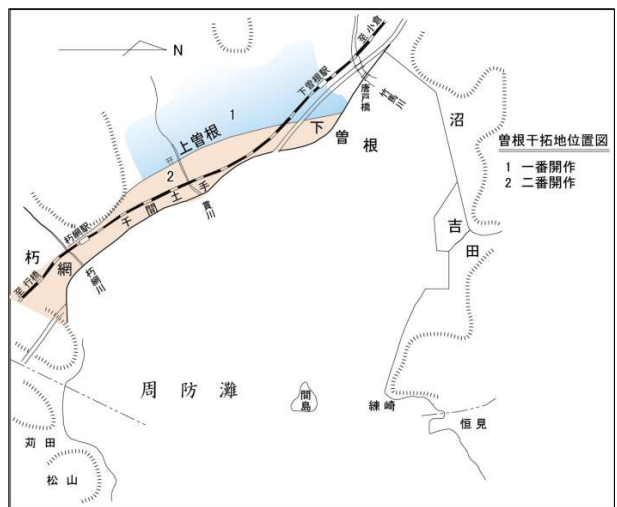 曽根干拓地位置図
1 一番開作
2 二番開作
N
至小倉
下曽根駅
唐戸橋
竹馬川
沼
上曽根
1
下曽根
2
千間土手
貫川
吉田
朽網駅
朽網
朽網川
至行橋
周防灘
間島
練崎
恒見
苅田
松山